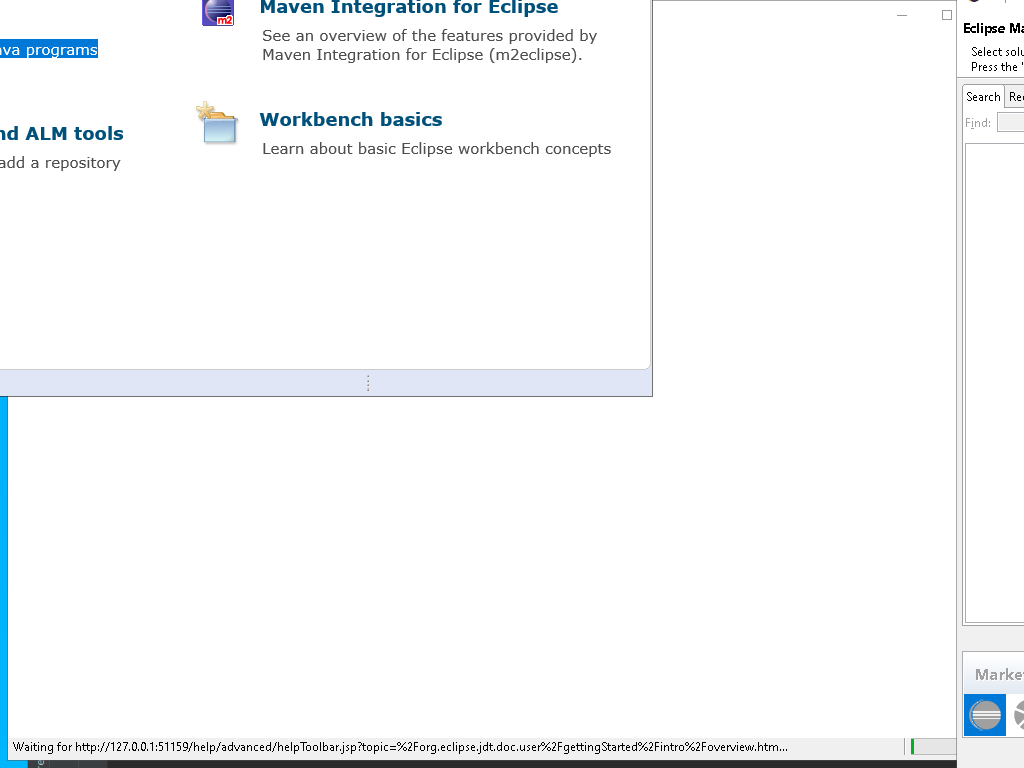 Maven Integration for Eclipse
See an overview of the features provided by
Maven Integration for Eclipse (m2eclipse).
m2
ava programs
Workbench basics
Learn about basic Eclipse workbench concepts
nd ALM tools
add a repository
Eclipse Ma
Select solu
Press the "
Search
Re
Find:
Marke
Waiting for http://127.0.0.1:51159/help/advanced/helpToolbar.jsp?topic=%2Forg.eclipse.jdt.doc.user%2FgettingStarted%2Fintro%2Foverview.htm...